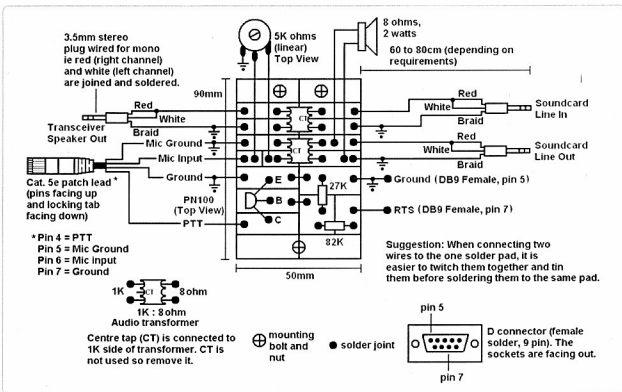 3.5mm stereo
plug wired for mono
ie red (right channel)
and white (left channel)
are joined and soldered.
5K ohms
(linear)
Top View
8 ohms,
2 watts
60 to 80cm (depending on
requirements)
90mm
Red
White
Braid
Transceiver
Speaker Out
Mic Ground
Mic Input
Ground
Cat. 5e patch lead *
(pins facing up
and locking tab
facing down)
PTT
PN100
(Top View)
E
B
C
CT
CT
27K
82K
50mm
Red
White
Braid
Soundcard
Line In
Red
White
Braid
Soundcard
Line Out
Ground (DB9 Female, pin 5)
RTS (DB9 Female, pin 7)
* Pin 4 = PTT
Pin 5 = Mic Ground
Pin 6 = Mic input
Pin 7 = Ground
Suggestion: When connecting two
wires to the one solder pad, it is
easier to twitch them together and tin
them before soldering them to the same pad.
1K
CT
8 ohm
1K : 8 ohm
Audio transformer
Centre tap (CT) is connected to
1K side of transformer. CT is
not used so remove it.
mounting
bolt and
nut
solder joint
pin 5
pin 7
D connector (female
solder, 9 pin). The
sockets are facing out.